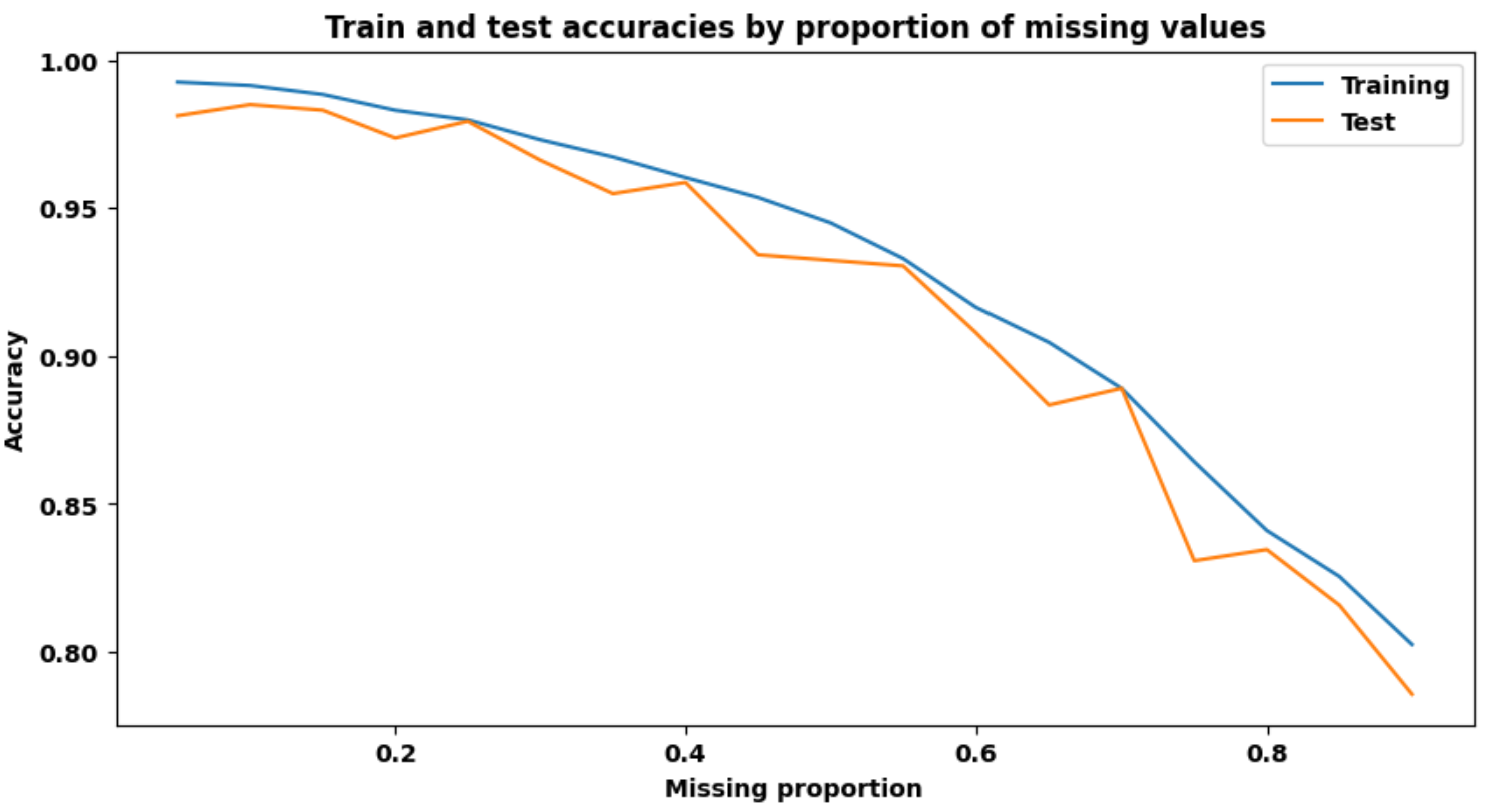 Train and test accuracies by proportion of missing values
1.00
0.95
0.90
0.85
0.80
Accuracy
Training
Test
0.2
0.4
0.6
0.8
Missing proportion